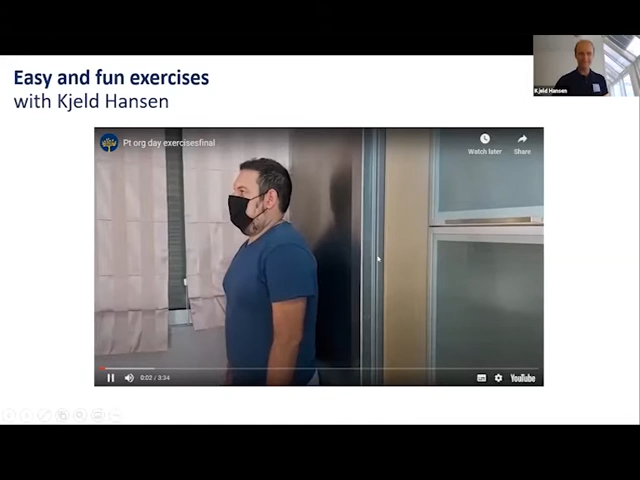 Easy and fun exercises
with Kjeld Hansen
Kjeld Hansen
Pt org day exercisesfinal
Watch later
Share
0:02 / 3:34
YouTube